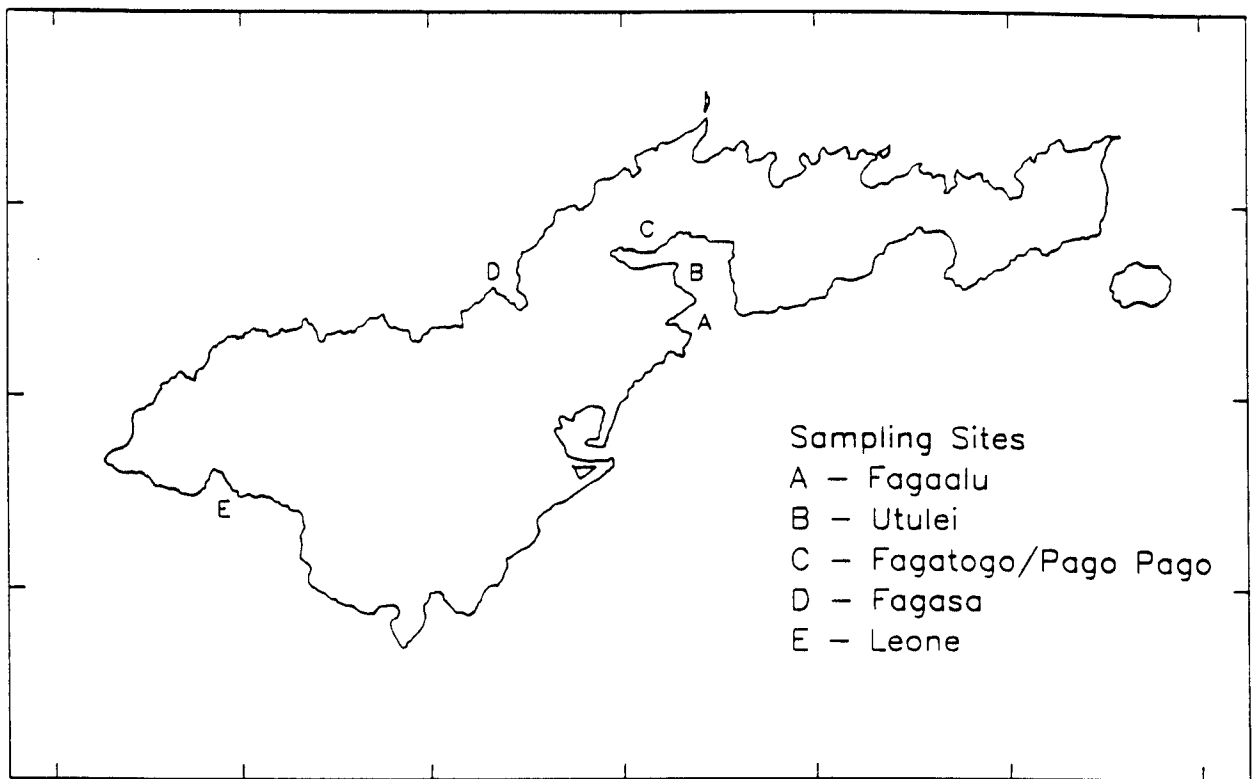 C
D
B
A
E
Sampling Sites
A – Fagaalu
B – Utulei
C – Fagatogo/Pago Pago
D – Fagasa
E – Leone